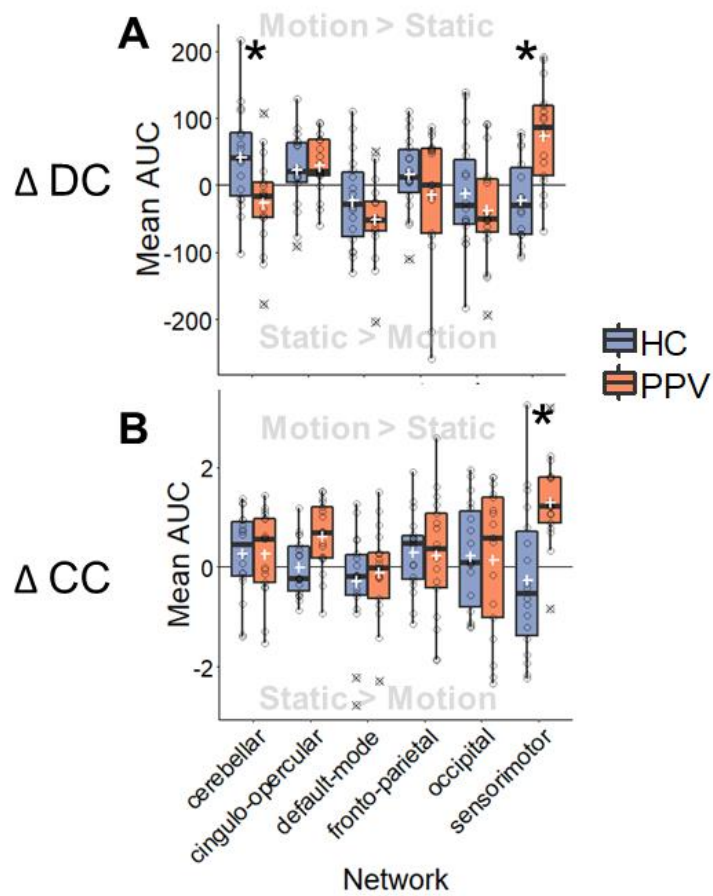 A
Motion > Static
*
*
200
100
0
-100
-200
Mean AUC
Δ DC
Static > Motion
HC
PPV
B
Motion > Static
*
2
0
-2
Mean AUC
Δ CC
Static > Motion
cerebellar
cingulo-opercular
default-mode
fronto-parietal
occipital
sensorimotor
Network